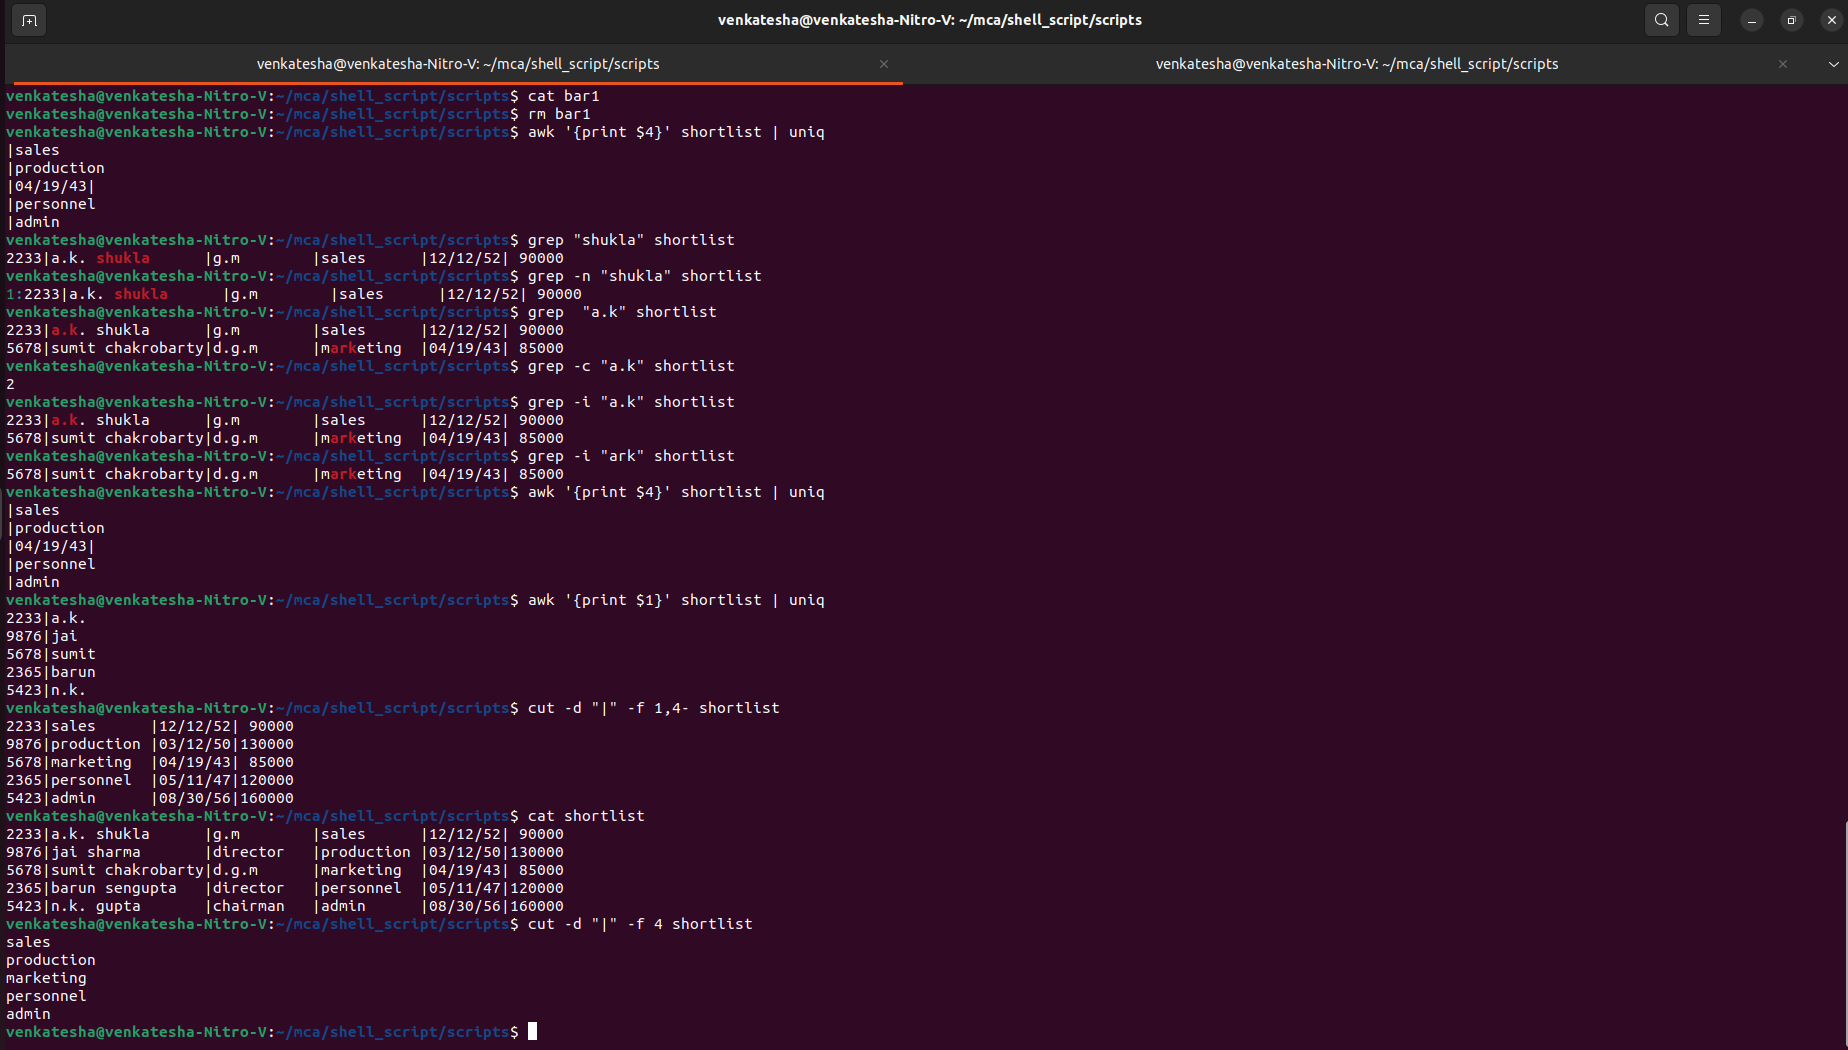 venkatesha@venkatesha-Nitro-V: ~/mca/shell_script/scripts
venkatesha@venkatesha-Nitro-V: ~/mca/shell_script/scripts
venkatesha@venkatesha-Nitro-V: ~/mca/shell_script/scripts
venkatesha@venkatesha-Nitro-V:~/mca/shell_script/scripts$ cat bar1
venkatesha@venkatesha-Nitro-V:~/mca/shell_script/scripts$ rm bar1
venkatesha@venkatesha-Nitro-V:~/mca/shell_script/scripts$ awk '{print $4}' shortlist | uniq
|sales
|production
|04/19/43|
|personnel
|admin
venkatesha@venkatesha-Nitro-V:~/mca/shell_script/scripts$ grep "shukla" shortlist
2233|a.k. shukla      |g.m        |sales      |12/12/52| 90000
venkatesha@venkatesha-Nitro-V:~/mca/shell_script/scripts$ grep -n "shukla" shortlist
1:2233|a.k. shukla      |g.m        |sales      |12/12/52| 90000
venkatesha@venkatesha-Nitro-V:~/mca/shell_script/scripts$ grep  "a.k" shortlist
2233|a.k. shukla      |g.m        |sales      |12/12/52| 90000
5678|sumit chakrobarty|d.g.m      |marketing  |04/19/43| 85000
venkatesha@venkatesha-Nitro-V:~/mca/shell_script/scripts$ grep -c "a.k" shortlist
2
venkatesha@venkatesha-Nitro-V:~/mca/shell_script/scripts$ grep -i "a.k" shortlist
2233|a.k. shukla      |g.m        |sales      |12/12/52| 90000
5678|sumit chakrobarty|d.g.m      |marketing  |04/19/43| 85000
venkatesha@venkatesha-Nitro-V:~/mca/shell_script/scripts$ grep -i "ark" shortlist
5678|sumit chakrobarty|d.g.m      |marketing  |04/19/43| 85000
venkatesha@venkatesha-Nitro-V:~/mca/shell_script/scripts$ awk '{print $4}' shortlist | uniq
|sales
|production
|04/19/43|
|personnel
|admin
venkatesha@venkatesha-Nitro-V:~/mca/shell_script/scripts$ awk '{print $1}' shortlist | uniq
2233|a.k.
9876|jai
5678|sumit
2365|barun
5423|n.k.
venkatesha@venkatesha-Nitro-V:~/mca/shell_script/scripts$ cut -d "|" -f 1,4- shortlist
2233|sales      |12/12/52| 90000
9876|production |03/12/50|130000
5678|marketing  |04/19/43| 85000
2365|personnel  |05/11/47|120000
5423|admin      |08/30/56|160000
venkatesha@venkatesha-Nitro-V:~/mca/shell_script/scripts$ cat shortlist
2233|a.k. shukla      |g.m        |sales      |12/12/52| 90000
9876|jai sharma       |director   |production |03/12/50|130000
5678|sumit chakrobarty|d.g.m      |marketing  |04/19/43| 85000
2365|barun sengupta   |director   |personnel  |05/11/47|120000
5423|n.k. gupta       |chairman   |admin      |08/30/56|160000
venkatesha@venkatesha-Nitro-V:~/mca/shell_script/scripts$ cut -d "|" -f 4 shortlist
sales
production
marketing
personnel
admin
venkatesha@venkatesha-Nitro-V:~/mca/shell_script/scripts$